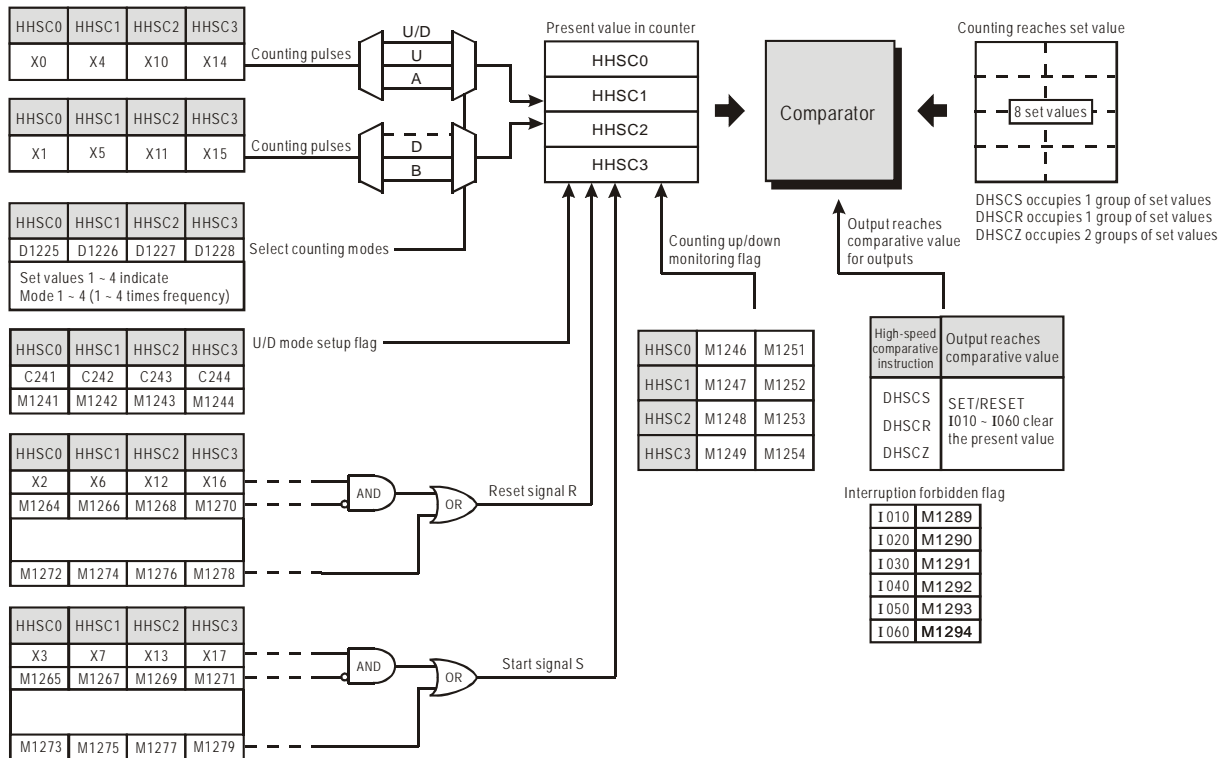 HHSC0 HHSC1 HHSC2 HHSC3
X0 X4 X10 X14
Counting pulses
U/D
U
A
HHSC0 HHSC1 HHSC2 HHSC3
X1 X5 X11 X15
Counting pulses
D
B
HHSC0 HHSC1 HHSC2 HHSC3
D1225 D1226 D1227 D1228
Set values 1 ~ 4 indicate
Mode 1 ~ 4 (1 ~ 4 times frequency)
Select counting modes
HHSC0 HHSC1 HHSC2 HHSC3
C241 C242 C243 C244
M1241 M1242 M1243 M1244
U/D mode setup flag
HHSC0 HHSC1 HHSC2 HHSC3
X2 X6 X12 X16
M1264 M1266 M1268 M1270
M1272 M1274 M1276 M1278
AND
OR
Reset signal R
HHSC0 HHSC1 HHSC2 HHSC3
X3 X7 X13 X17
M1265 M1267 M1269 M1271
M1273 M1275 M1277 M1279
AND
OR
Start signal S
Present value in counter
HHSC0
HHSC1
HHSC2
HHSC3
Comparator
Counting reaches set value
8 set values
DHSCS occupies 1 group of set values
DHSCR occupies 1 group of set values
DHSCZ occupies 2 groups of set values
Counting up/down
monitoring flag
Output reaches
comparative value
for outputs
HHSC0 M1246 M1251
HHSC1 M1247 M1252
HHSC2 M1248 M1253
HHSC3 M1249 M1254
High-speed
comparative
instruction
Output reaches
comparative value
DHSCS
DHSCR
DHSCZ
SET/RESET
I010 ~ I060 clear
the present value
Interruption forbidden flag
I010 M1289
I020 M1290
I030 M1291
I040 M1292
I050 M1293
I060 M1294